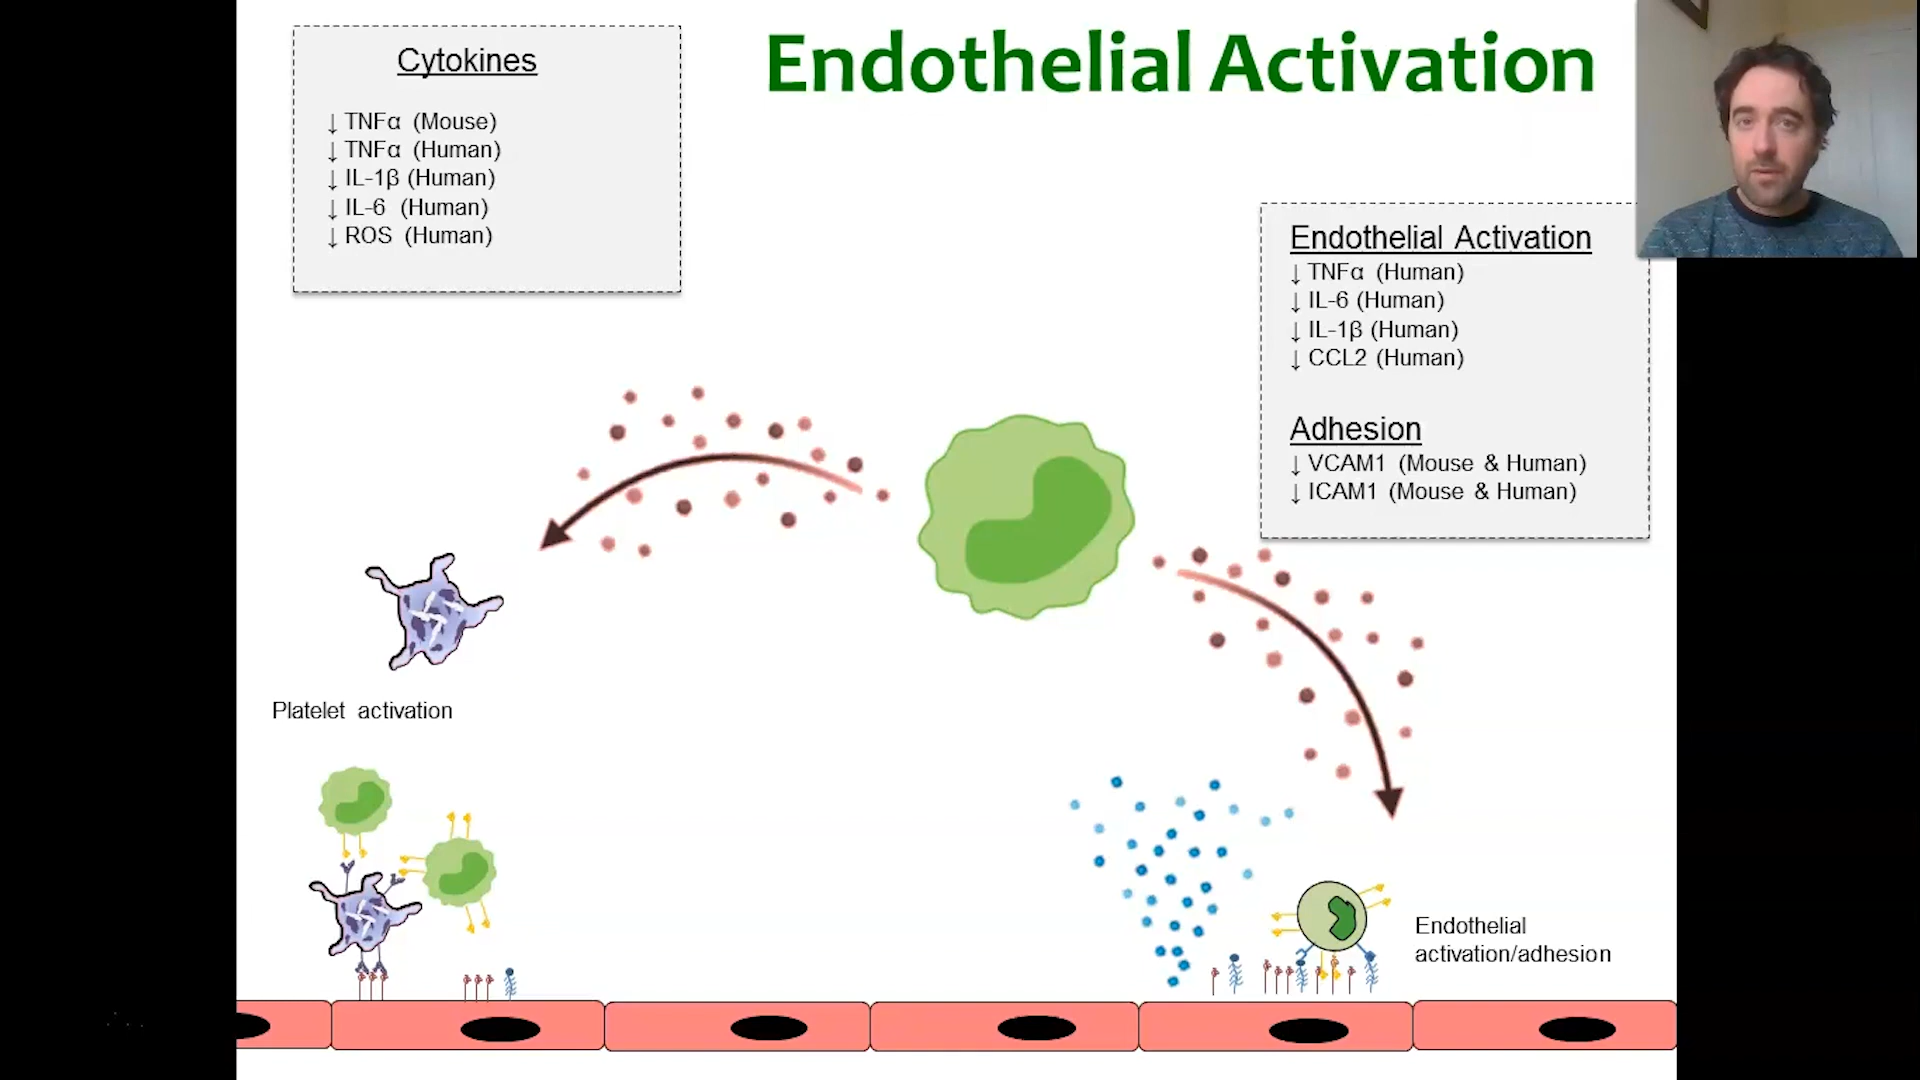 Endothelial Activation
Cytokines
↓ TNFα (Mouse)
↓ TNFα (Human)
↓ IL-1β (Human)
↓ IL-6 (Human)
↓ ROS (Human)
Endothelial Activation
↓ TNFα (Human)
↓ IL-6 (Human)
↓ IL-1β (Human)
↓ CCL2 (Human)
Adhesion
↓ VCAM1 (Mouse & Human)
↓ ICAM1 (Mouse & Human)
Platelet activation
Endothelial
activation/adhesion